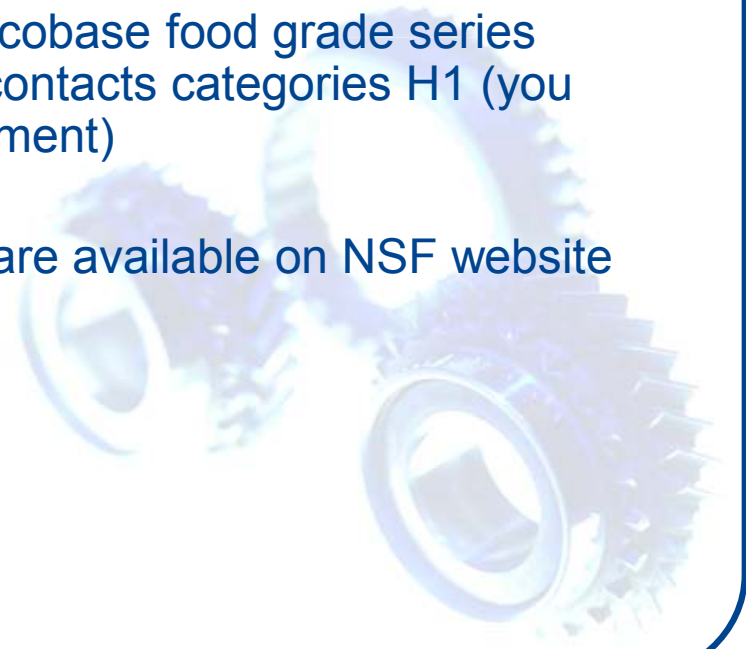 cobase food grade series
contacts categories H1 (you
ment)
are available on NSF website